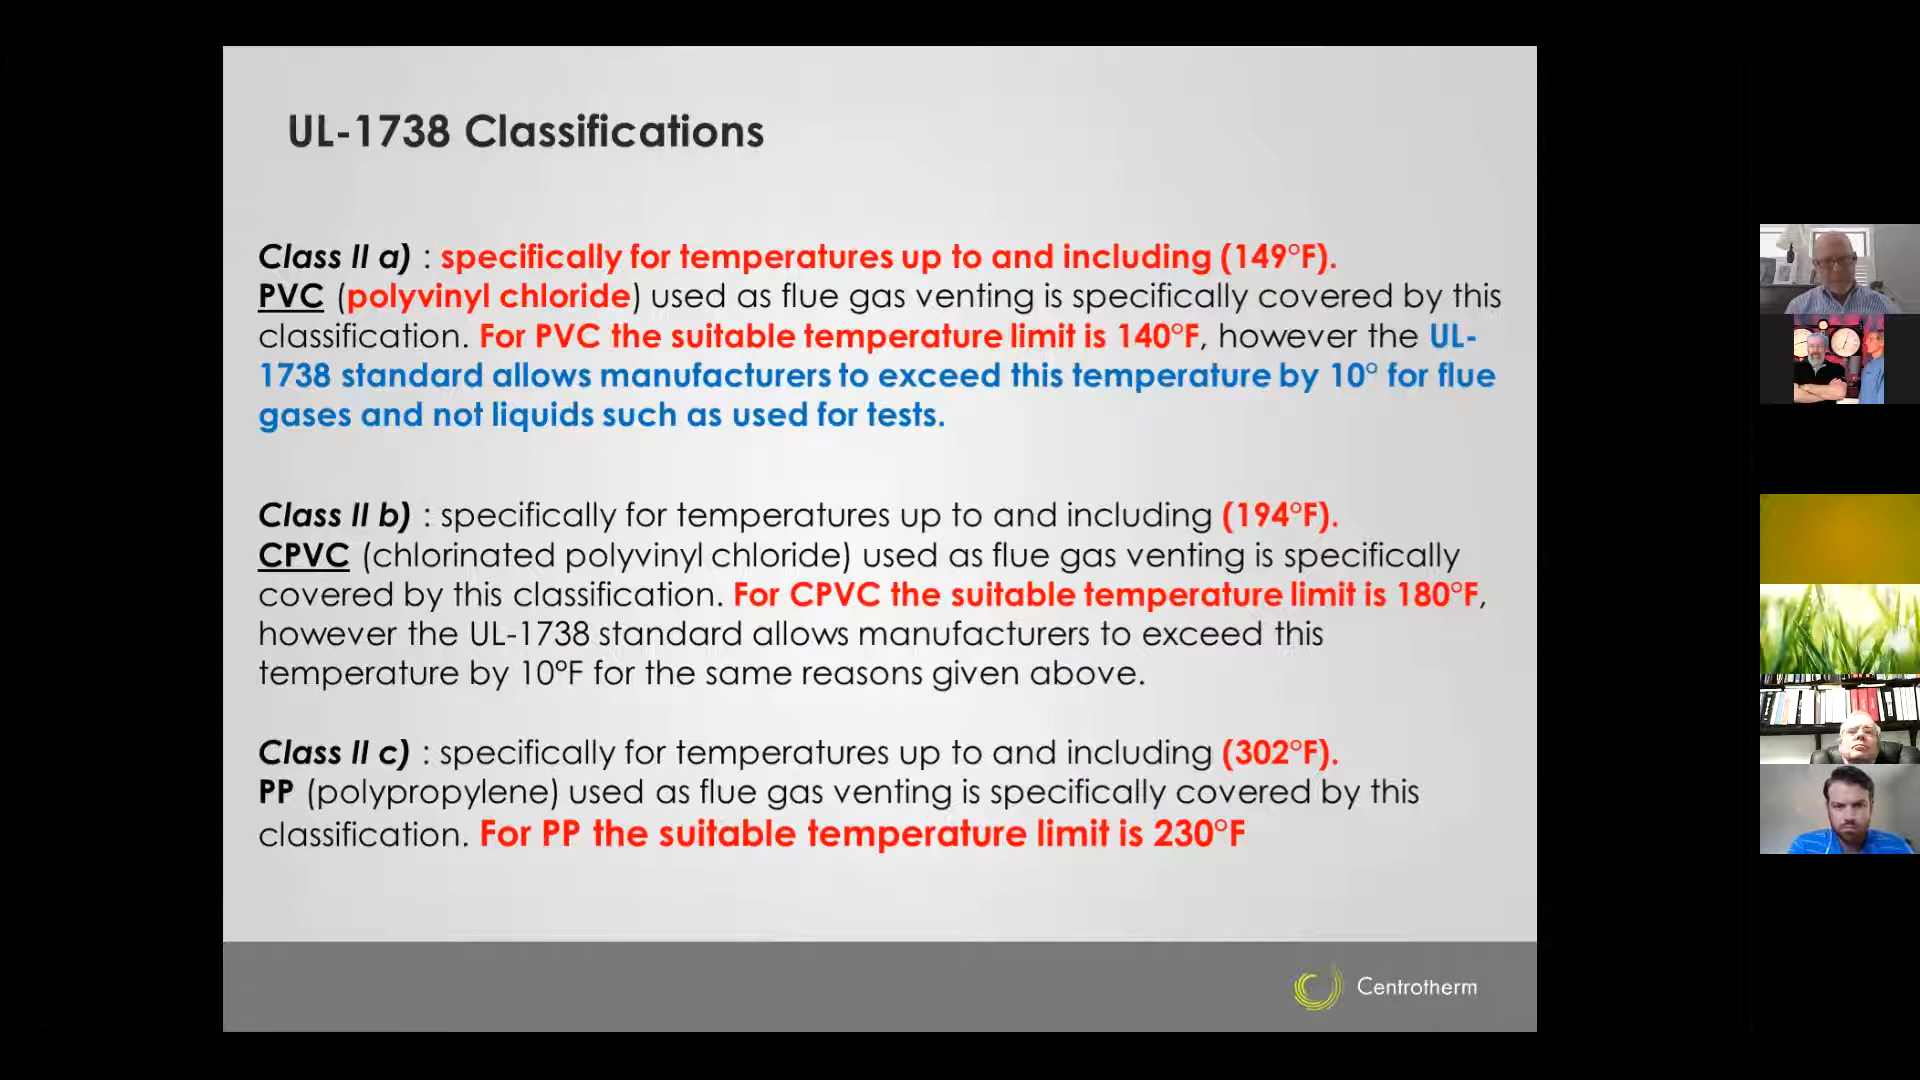 UL-1738 Classifications
Class II a) : specifically for temperatures up to and including (149°F).
PVC (polyvinyl chloride) used as flue gas venting is specifically covered by this
classification. For PVC the suitable temperature limit is 140°F, however the UL-
1738 standard allows manufacturers to exceed this temperature by 10° for flue
gases and not liquids such as used for tests.
Class II b) : specifically for temperatures up to and including (194°F).
CPVC (chlorinated polyvinyl chloride) used as flue gas venting is specifically
covered by this classification. For CPVC the suitable temperature limit is 180°F,
however the UL-1738 standard allows manufacturers to exceed this
temperature by 10°F for the same reasons given above.
Class II c) : specifically for temperatures up to and including (302°F).
PP (polypropylene) used as flue gas venting is specifically covered by this
classification. For PP the suitable temperature limit is 230°F
Centrotherm